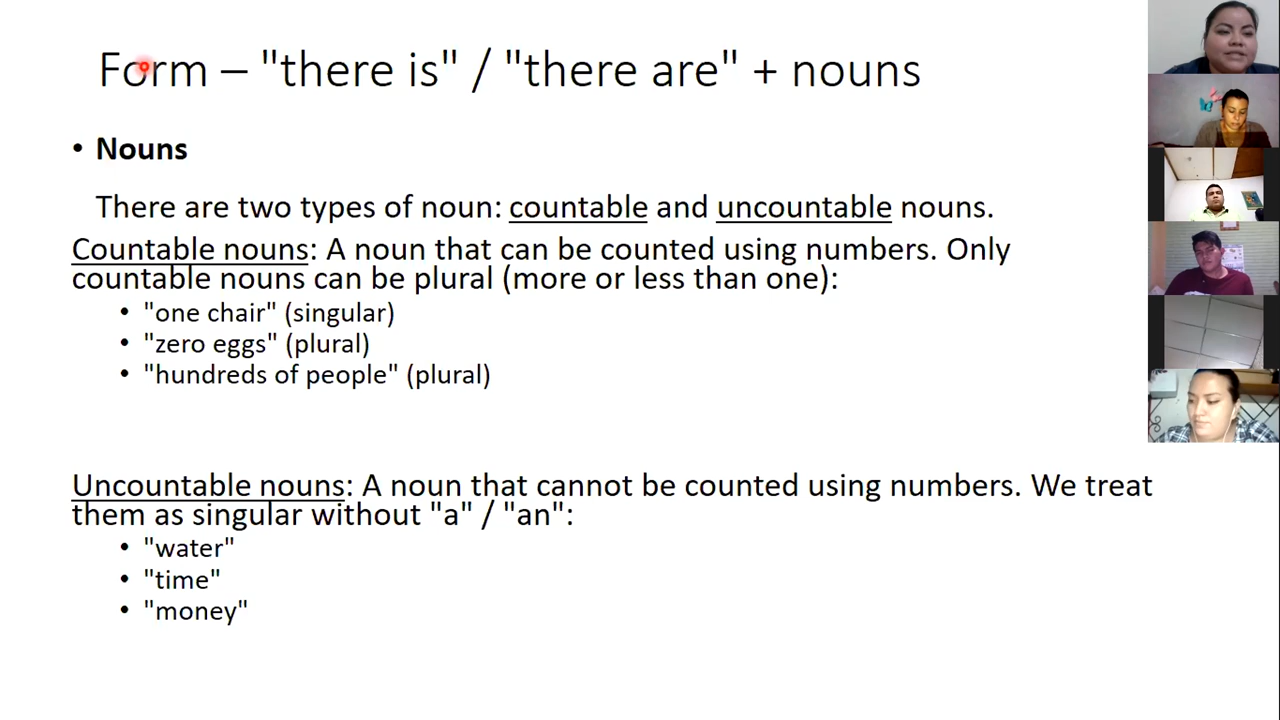 Form – "there is" / "there are" + nouns
• Nouns
There are two types of noun: countable and uncountable nouns.
Countable nouns: A noun that can be counted using numbers. Only
countable nouns can be plural (more or less than one):
• "one chair" (singular)
• "zero eggs" (plural)
• "hundreds of people" (plural)
Uncountable nouns: A noun that cannot be counted using numbers. We treat
them as singular without "a" / "an":
• "water"
• "time"
• "money"